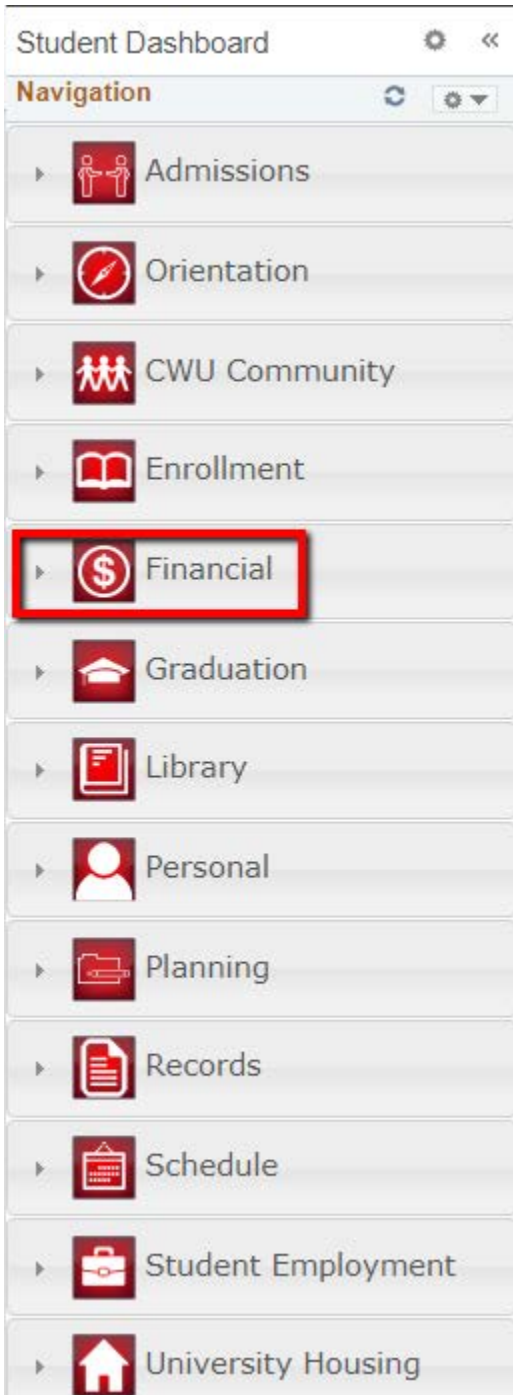 Student Dashboard
Navigation
Admissions
Orientation
CWU Community
Enrollment
$ Financial
Graduation
Library
Personal
Planning
Records
Schedule
Student Employment
University Housing